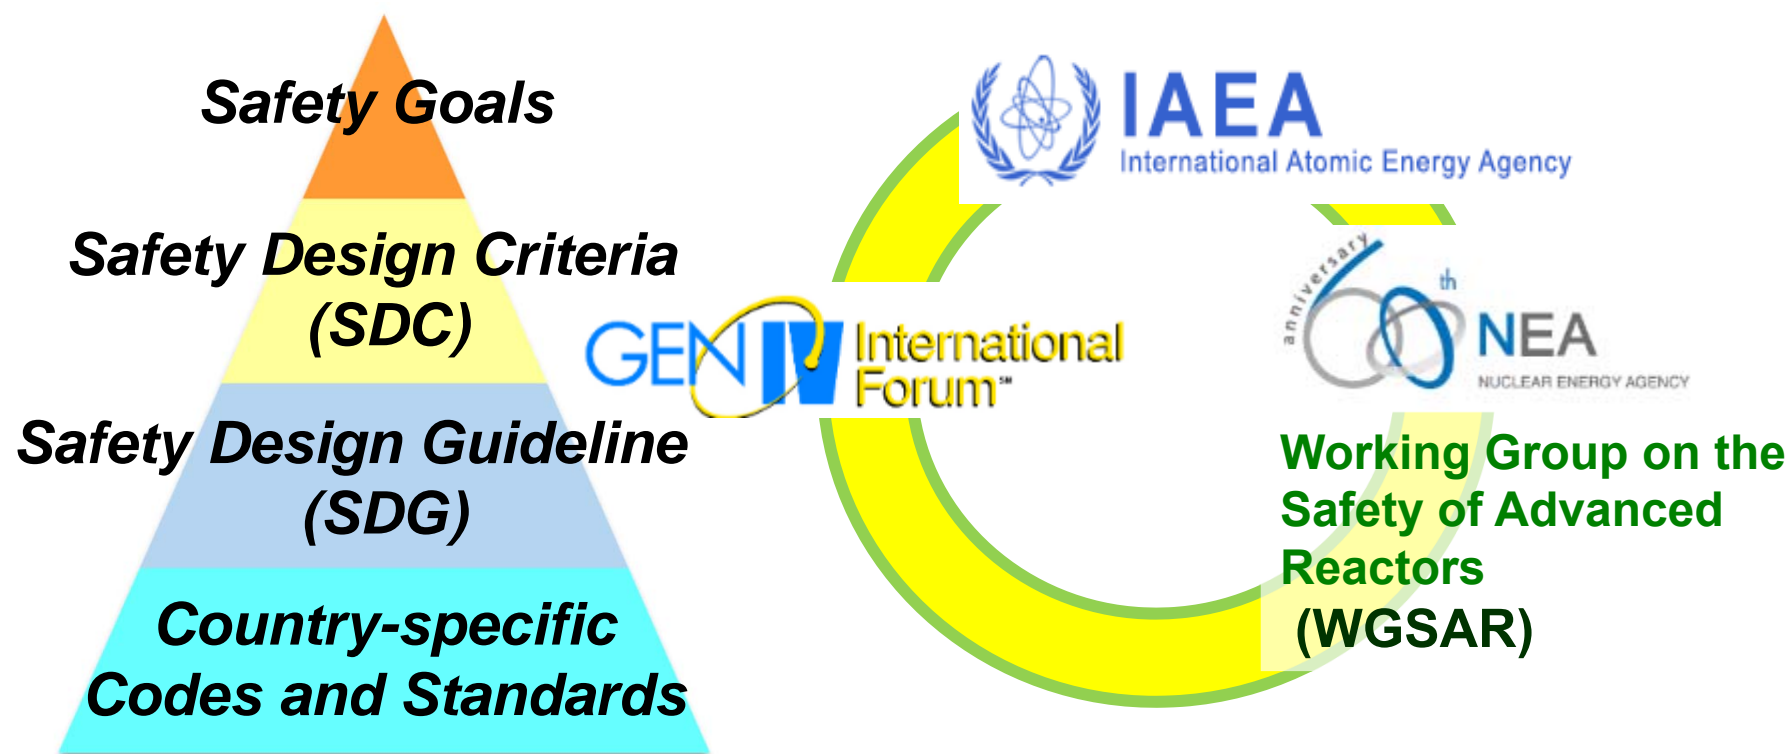 Safety Goals
Safety Design Criteria
(SDC)
Safety Design Guideline
(SDG)
Country-specific
Codes and Standards
IAEA
International Atomic Energy Agency
GEN IV International
Forum℠
anniversary
60th
NEA
NUCLEAR ENERGY AGENCY
Working Group on the
Safety of Advanced
Reactors
(WGSAR)